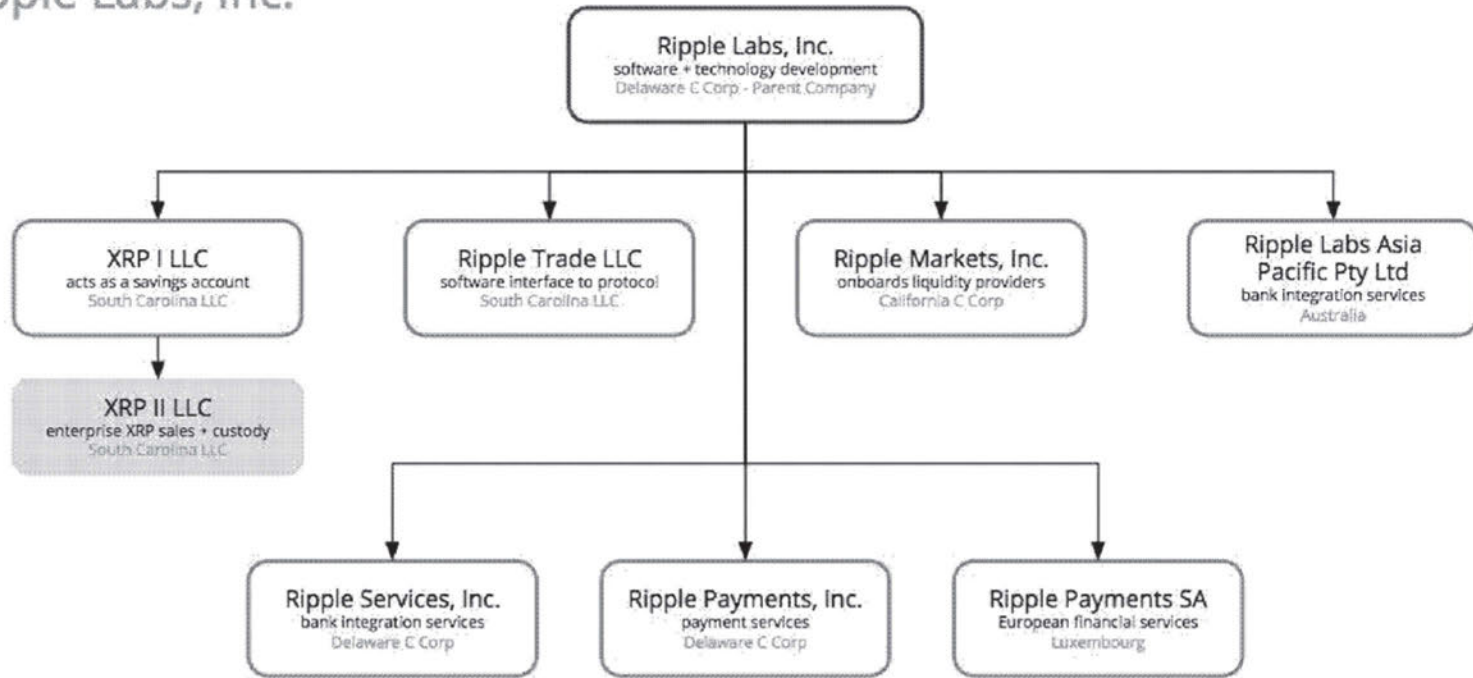 Labs, Inc.
Ripple Labs, Inc.
software + technology development
Delaware C Corp - Parent Company
XRP I LLC
acts as a savings account
South Carolina LLC
Ripple Trade LLC
software interface to protocol
South Carolina LLC
Ripple Markets, Inc.
onboards liquidity providers
California C Corp
Ripple Labs Asia
Pacific Pty Ltd
bank integration services
Australia
XRP II LLC
enterprise XRP sales + custody
South Carolina LLC
Ripple Services, Inc.
bank integration services
Delaware C Corp
Ripple Payments, Inc.
payment services
Delaware C Corp
Ripple Payments SA
European financial services
Luxembourg